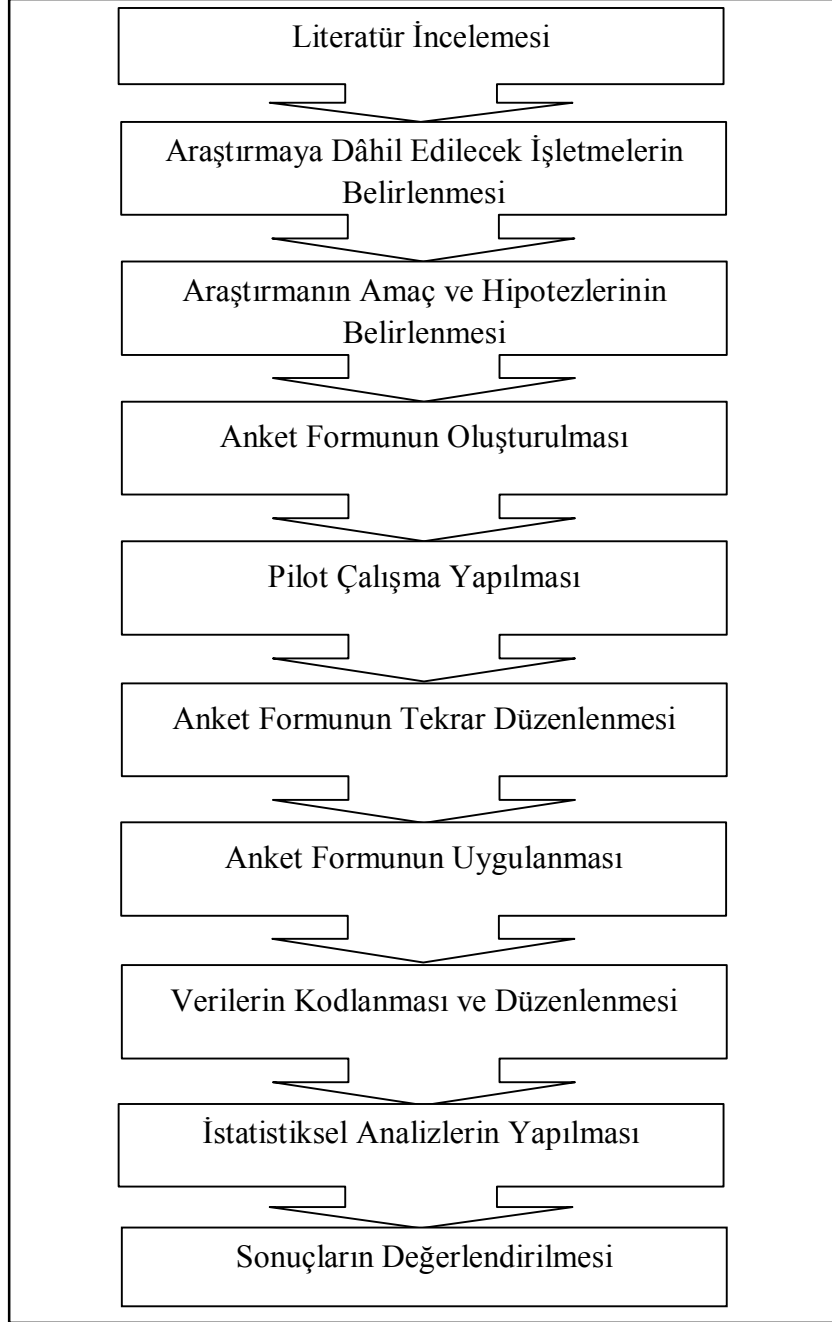 Literatür İncelemesi
Araştırmaya Dâhil Edilecek İşletmelerin
Belirlenmesi
Araştırmanın Amaç ve Hipotezlerinin
Belirlenmesi
Anket Formunun Oluşturulması
Pilot Çalışma Yapılması
Anket Formunun Tekrar Düzenlenmesi
Anket Formunun Uygulanması
Verilerin Kodlanması ve Düzenlenmesi
İstatistiksel Analizlerin Yapılması
Sonuçların Değerlendirilmesi